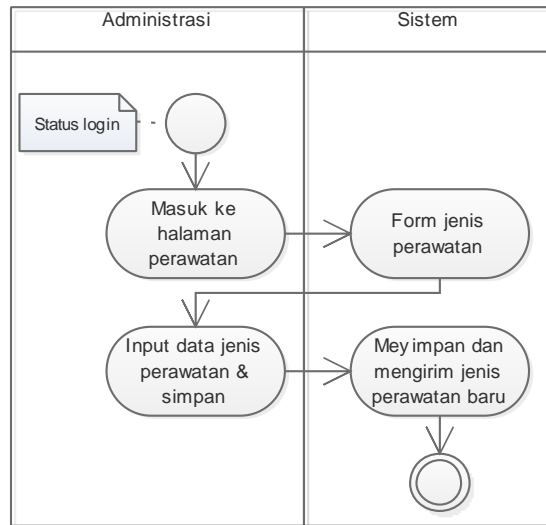 Administrasi
Sistem
Status login
Masuk ke
halaman
perawatan
Form jenis
perawatan
Input data jenis
perawatan &
simpan
Meyimpan dan
mengirim jenis
perawatan baru